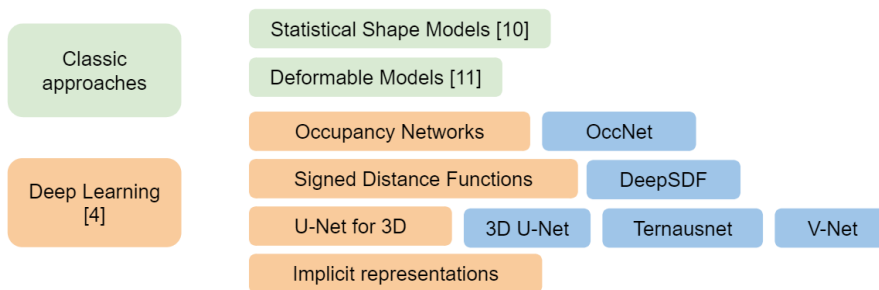 Classic
approaches
Statistical Shape Models [10]
Deformable Models [11]
Deep Learning
[4]
Occupancy Networks
OccNet
Signed Distance Functions
DeepSDF
U-Net for 3D
3D U-Net
Ternausnet
V-Net
Implicit representations